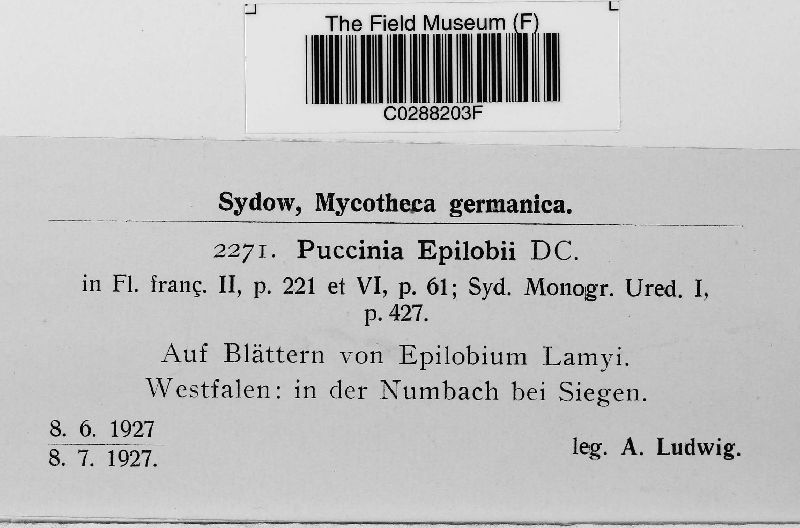 The Field Museum (F)
C0288203F
Sydow, Mycotheca germanica.
2271. Puccinia Epilobii DC.
in Fl. franç. II, p. 221 et VI, p. 61; Syd. Monogr. Ured. I,
p. 427.
Auf Blättern von Epilobium Lamyi.
Westfalen: in der Numbach bei Siegen.
8. 6. 1927
8. 7. 1927.
leg. A. Ludwig.